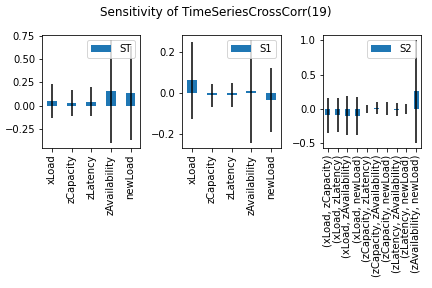 Sensitivity of TimeSeriesCrossCorr(19)
ST
0.75
0.50
0.25
0.00
−0.25
xLoad
zCapacity
zLatency
zAvailability
newLoad
S1
0.2
0.0
−0.2
xLoad
zCapacity
zLatency
zAvailability
newLoad
S2
1.0
0.5
0.0
−0.5
(xLoad, zCapacity)
(xLoad, zLatency)
(xLoad, zAvailability)
(xLoad, newLoad)
(zCapacity, zLatency)
(zCapacity, zAvailability)
(zCapacity, newLoad)
(zLatency, zAvailability)
(zLatency, newLoad)
(zAvailability, newLoad)